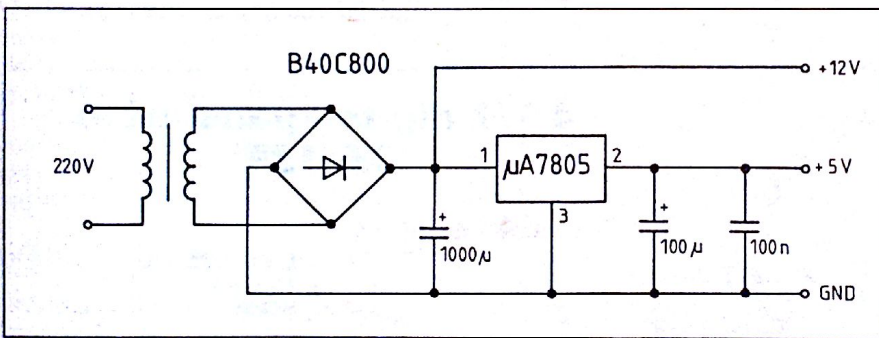 B40C800
+12V
220V
1
µA7805
2
+5V
3
+
1000µ
+
100µ
100n
GND